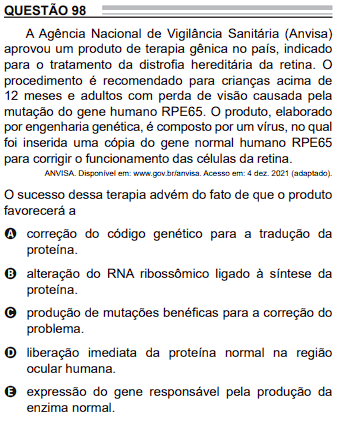 QUESTÃO 98
A Agência Nacional de Vigilância Sanitária (Anvisa)
aprovou um produto de terapia gênica no país, indicado
para o tratamento da distrofia hereditária da retina. O
procedimento é recomendado para crianças acima de
12 meses e adultos com perda de visão causada pela
mutação do gene humano RPE65. O produto, elaborado
por engenharia genética, é composto por um vírus, no qual
foi inserida uma cópia do gene normal humano RPE65
para corrigir o funcionamento das células da retina.
ANVISA. Disponível em: www.gov.br/anvisa. Acesso em: 4 dez. 2021 (adaptado).
O sucesso dessa terapia advém do fato de que o produto
favorecerá a
A correção do código genético para a tradução da
proteína.
B alteração do RNA ribossômico ligado à síntese da
proteína.
C produção de mutações benéficas para a correção do
problema.
D liberação imediata da proteína normal na região
ocular humana.
E expressão do gene responsável pela produção da
enzima normal.